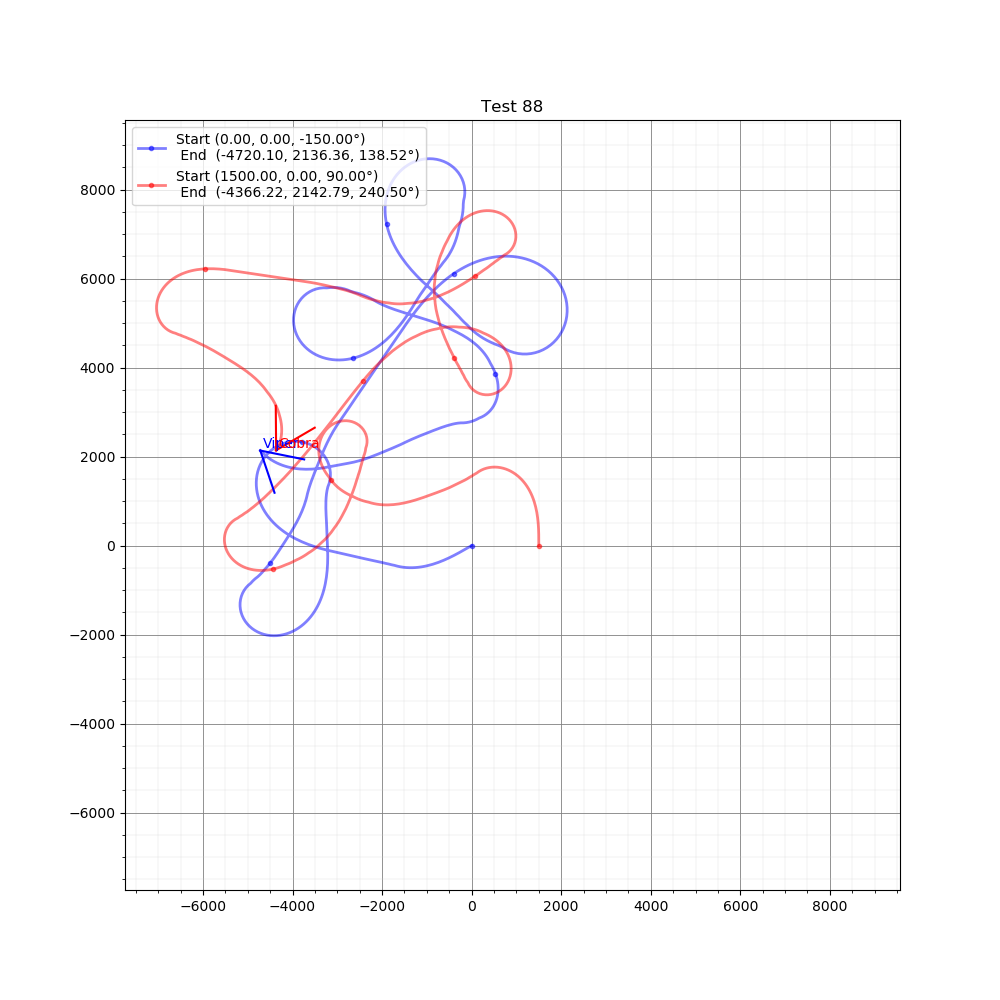 Test 88
Start (0.00, 0.00, -150.00°)
End (-4720.10, 2136.36, 138.52°)
Start (1500.00, 0.00, 90.00°)
End (-4366.22, 2142.79, 240.50°)
8000
6000
4000
2000
0
−2000
−4000
−6000
−6000 −4000 −2000 0 2000 4000 6000 8000